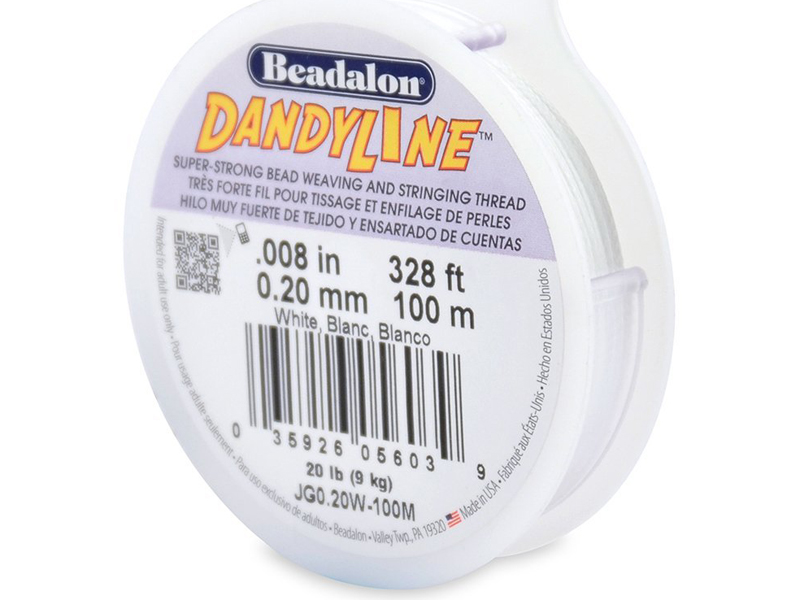 Beadalon®
DANDYLINE™
SUPER-STRONG BEAD WEAVING AND STRINGING THREAD
TRÈS FORTE FIL POUR TISSAGE ET ENFILAGE DE PERLES
HILO MUY FUERTE DE TEJIDO Y ENSARTADO DE CUENTAS
.008 in 328 ft
0.20 mm 100 m
White, Blanc, Blanco
0 35926 05603 9
20 lb (9 kg)
JG0.20W-100M
Intended for adult use only • Pour usage adulte seulement • Para uso exclusivo de adultos • Beadalon • Valley Twp., PA 19320 Made in USA • Fabriqué aux États-Unis • Hecho en Estados Unidos